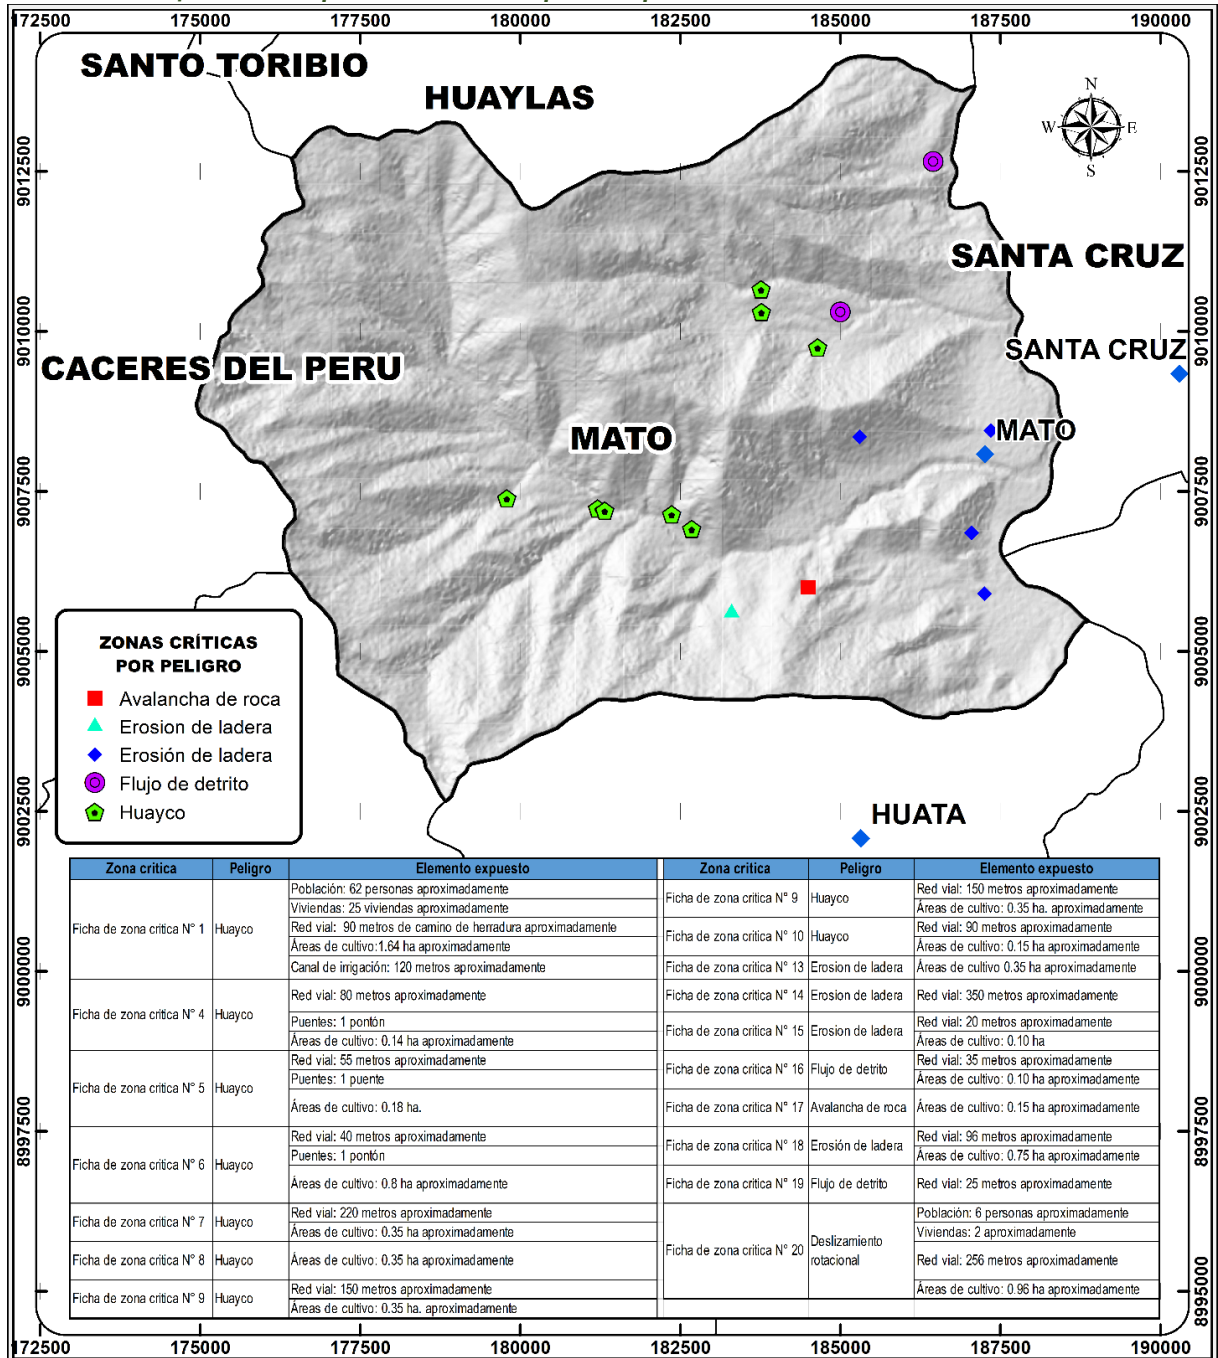 172500 175000 177500 180000 182500 185000 187500 190000
SANTO TORIBIO
HUAYLAS
N
W E
S
9012500 9012500
SANTA CRUZ
9010000 9010000
SANTA CRUZ
CACERES DEL PERU
MATO
MATO
9007500 9007500
9005000 9005000
ZONAS CRÍTICAS
POR PELIGRO
Avalancha de roca
Erosion de ladera
Erosión de ladera
Flujo de detrito
Huayco
9002500 9002500
HUATA
Zona critica Peligro Elemento expuesto
Ficha de zona critica N° 1 Huayco
Población: 62 personas aproximadamente
Viviendas: 25 viviendas aproximadamente
Red vial: 90 metros de camino de herradura aproximadamente
Áreas de cultivo:1.64 ha aproximadamente
Canal de irrigación: 120 metros aproximadamente
Ficha de zona critica N° 4 Huayco
Red vial: 80 metros aproximadamente
Puentes: 1 pontón
Áreas de cultivo: 0.14 ha aproximadamente
Ficha de zona critica N° 5 Huayco
Red vial: 55 metros aproximadamente
Puentes: 1 puente
Áreas de cultivo: 0.18 ha.
Ficha de zona critica N° 6 Huayco
Red vial: 40 metros aproximadamente
Puentes: 1 pontón
Áreas de cultivo: 0.8 ha aproximadamente
Ficha de zona critica N° 7 Huayco
Red vial: 220 metros aproximadamente
Áreas de cultivo: 0.35 ha aproximadamente
Ficha de zona critica N° 8 Huayco Áreas de cultivo: 0.35 ha aproximadamente
Ficha de zona critica N° 9 Huayco
Red vial: 150 metros aproximadamente
Áreas de cultivo: 0.35 ha. aproximadamente
Zona critica Peligro Elemento expuesto
Ficha de zona critica N° 9 Huayco
Red vial: 150 metros aproximadamente
Áreas de cultivo: 0.35 ha. aproximadamente
Ficha de zona critica N° 10 Huayco
Red vial: 90 metros aproximadamente
Áreas de cultivo: 0.15 ha aproximadamente
Ficha de zona critica N° 13 Erosion de ladera Áreas de cultivo 0.35 ha aproximadamente
Ficha de zona critica N° 14 Erosion de ladera Red vial: 350 metros aproximadamente
Ficha de zona critica N° 15 Erosion de ladera
Red vial: 20 metros aproximadamente
Áreas de cultivo: 0.10 ha
Ficha de zona critica N° 16 Flujo de detrito
Red vial: 35 metros aproximadamente
Áreas de cultivo: 0.10 ha aproximadamente
Ficha de zona critica N° 17 Avalancha de roca Áreas de cultivo: 0.15 ha aproximadamente
Ficha de zona critica N° 18 Erosión de ladera
Red vial: 96 metros aproximadamente
Áreas de cultivo: 0.75 ha aproximadamente
Ficha de zona critica N° 19 Flujo de detrito Red vial: 25 metros aproximadamente
Ficha de zona critica N° 20 Deslizamiento
rotacional
Población: 6 personas aproximadamente
Viviendas: 2 aproximadamente
Red vial: 256 metros aproximadamente
Áreas de cultivo: 0.96 ha aproximadamente
9000000 9000000
8997500 8997500
8995000 8995000
172500 175000 177500 180000 182500 185000 187500 190000